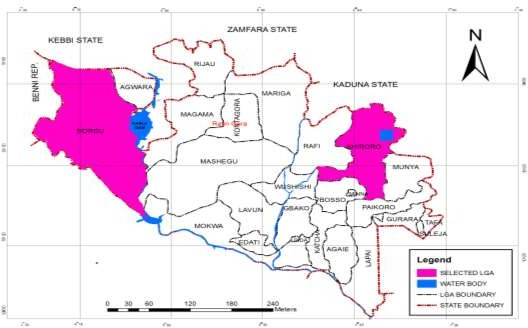 ZAMFARA STATE
KEBBI STATE
RIJAU
BENIN REP.
AGWARA
KADUNA STATE
MARIGA
MAGAMA
KONTAGORA
BORGU
RAFI
SHIRORO
MASHEGU
MUNYA
WUSHISHI
BOSSO
GBAKO
PAIKORO
LAVUN
GURARA
TAFA
MOKWA
SULEJA
EDATI
KATCHA
AGAIE
LAPAI
Legend
SELECTED LGA
WATER BODY
LGA BOUNDARY
STATE BOUNDARY
N
0 30 60 120 180 240
Meters